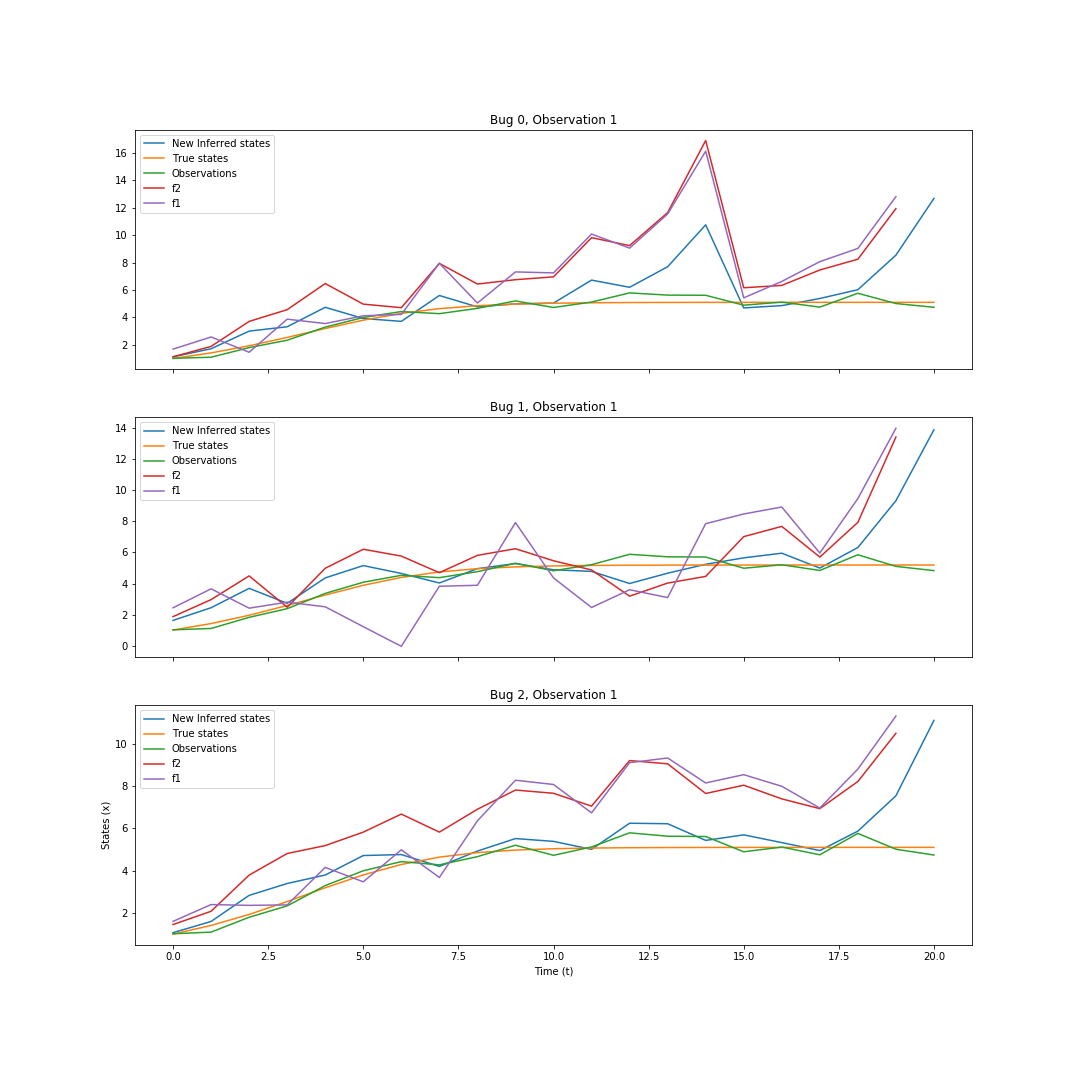 Bug 0, Observation 1
New Inferred states
True states
Observations
f2
f1
16
14
12
10
8
6
4
2
Bug 1, Observation 1
New Inferred states
True states
Observations
f2
f1
14
12
10
8
6
4
2
0
Bug 2, Observation 1
New Inferred states
True states
Observations
f2
f1
10
8
6
4
2
States (x)
0.0 2.5 5.0 7.5 10.0 12.5 15.0 17.5 20.0
Time (t)